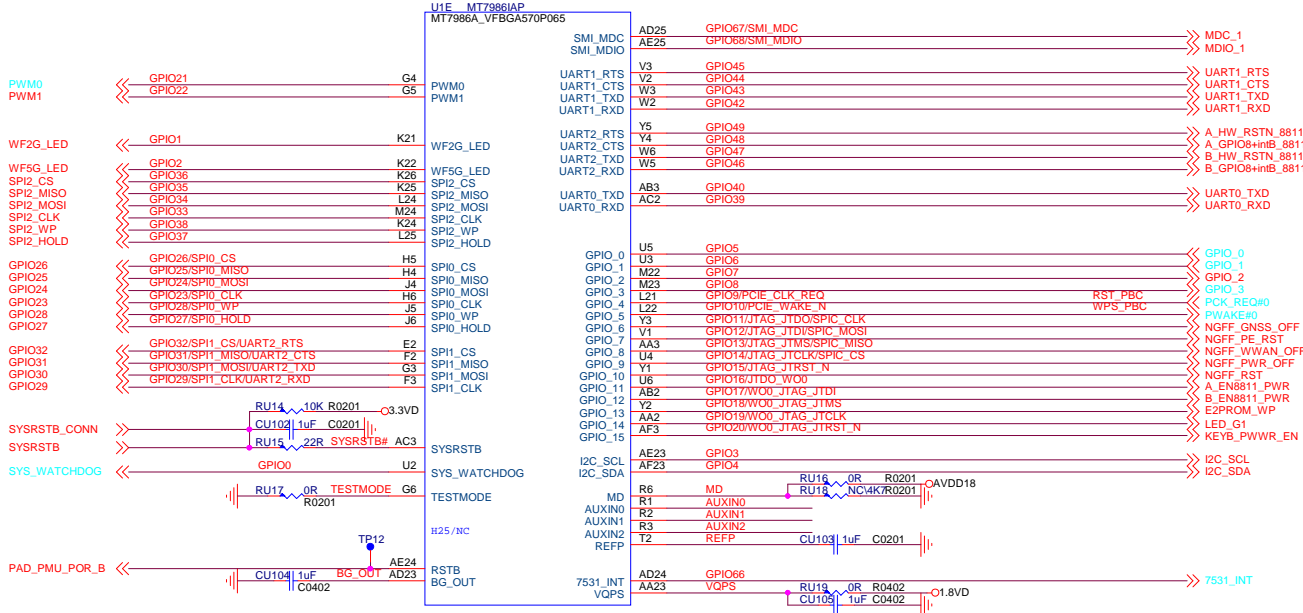 U1E MT7986IAP
MT7986A_VFBGA570P065
SMI_MDC AD25 GPIO67/SMI_MDC MDC_1
SMI_MDIO AE25 GPIO68/SMI_MDIO MDIO_1
UART1_RTS V3 GPIO45 UART1_RTS
UART1_CTS V2 GPIO44 UART1_CTS
UART1_TXD W3 GPIO43 UART1_TXD
UART1_RXD W2 GPIO42 UART1_RXD
PWM0 GPIO21 G4 PWM0
PWM1 GPIO22 G5 PWM1
UART2_RTS Y5 GPIO49 A_HW_RSTN_8811
UART2_CTS Y4 GPIO48 A_GPIO8+intB_8811
UART2_TXD W6 GPIO47 B_HW_RSTN_8811
UART2_RXD W5 GPIO46 B_GPIO8+intB_8811
WF2G_LED GPIO1 K21 WF2G_LED
WF5G_LED GPIO2 K22 WF5G_LED
SPI2_CS GPIO36 K26 SPI2_CS
SPI2_MISO GPIO35 K25 SPI2_MISO
SPI2_MOSI GPIO34 L24 SPI2_MOSI
SPI2_CLK GPIO33 M24 SPI2_CLK
SPI2_WP GPIO38 K24 SPI2_WP
SPI2_HOLD GPIO37 L25 SPI2_HOLD
UART0_TXD AB3 GPIO40 UART0_TXD
UART0_RXD AC2 GPIO39 UART0_RXD
GPIO26 GPIO26/SPI0_CS H5 SPI0_CS
GPIO25 GPIO25/SPI0_MISO H4 SPI0_MISO
GPIO24 GPIO24/SPI0_MOSI J4 SPI0_MOSI
GPIO23 GPIO23/SPI0_CLK H6 SPI0_CLK
GPIO28 GPIO28/SPI0_WP J5 SPI0_WP
GPIO27 GPIO27/SPI0_HOLD J6 SPI0_HOLD
GPIO_0 U5 GPIO5 GPIO_0
GPIO_1 U3 GPIO6 GPIO_1
GPIO_2 M22 GPIO7 GPIO_2
GPIO_3 M23 GPIO8 GPIO_3
GPIO_4 L21 GPIO9/PCIE_CLK_REQ RST_PBC PCK_REQ#0
GPIO_5 L22 GPIO10/PCIE_WAKE_N WPS_PBC PWAKE#0
GPIO_6 Y3 GPIO11/JTAG_JTDO/SPIC_CLK NGFF_GNSS_OFF
GPIO_7 V1 GPIO12/JTAG_JTDI/SPIC_MOSI NGFF_PE_RST
GPIO_8 AA3 GPIO13/JTAG_JTMS/SPIC_MISO NGFF_WWAN_OFF
GPIO_9 U4 GPIO14/JTAG_JTCLK/SPIC_CS NGFF_PWR_OFF
GPIO_10 Y1 GPIO15/JTAG_JTRST_N NGFF_RST
GPIO_11 U6 GPIO16/JTDO_WO0 A_EN8811_PWR
GPIO_12 AB2 GPIO17/WO0_JTAG_JTDI B_EN8811_PWR
GPIO_13 Y2 GPIO18/WO0_JTAG_JTMS E2PROM_WP
GPIO_14 AA2 GPIO19/WO0_JTAG_JTCLK LED_G1
GPIO_15 AF3 GPIO20/WO0_JTAG_JTRST_N KEYB_PWWR_EN
GPIO32 GPIO32/SPI1_CS/UART2_RTS E2 SPI1_CS
GPIO31 GPIO31/SPI1_MISO/UART2_CTS F2 SPI1_MISO
GPIO30 GPIO30/SPI1_MOSI/UART2_TXD G3 SPI1_MOSI
GPIO29 GPIO29/SPI1_CLK/UART2_RXD F3 SPI1_CLK
RU14 10K R0201 3.3VD
CU102 1uF C0201
SYSRSTB_CONN
SYSRSTB RU15 22R SYSRSTB# AC3 SYSRSTB
SYS_WATCHDOG GPIO0 U2 SYS_WATCHDOG
I2C_SCL AE23 GPIO3 I2C_SCL
I2C_SDA AF23 GPIO4 I2C_SDA
RU17 0R R0201 TESTMODE G6 TESTMODE
RU16 0R R0201 AVDD18
MD R6 MD RU18 NC\4K7 R0201
AUXIN0 R1 AUXIN0
AUXIN1 R2 AUXIN1
AUXIN2 R3 AUXIN2
REFP T2 REFP CU103 1uF C0201
H25/NC
TP12
PAD_PMU_POR_B AE24 RSTB
CU104 1uF C0402 BG_OUT AD23 BG_OUT
7531_INT AD24 GPIO66 7531_INT
VQPS AA23 VQPS RU19 0R R0402 1.8VD
CU105 1uF C0402